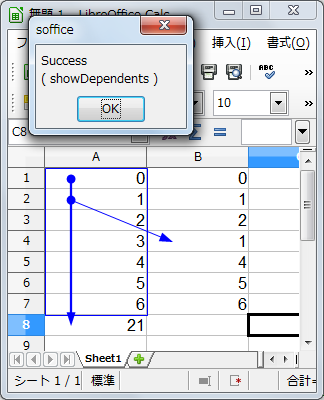 無題 1 - LibreOffice Calc
soffice
Success
( showDependents )
OK
挿入(I) 書式(O)
ABC
10
C8
A B
1 0 0
2 1 1
3 2 2
4 3 1
5 4 4
6 5 5
7 6 6
8 21
9
Sheet1
シート 1 / 1 標準 合計=